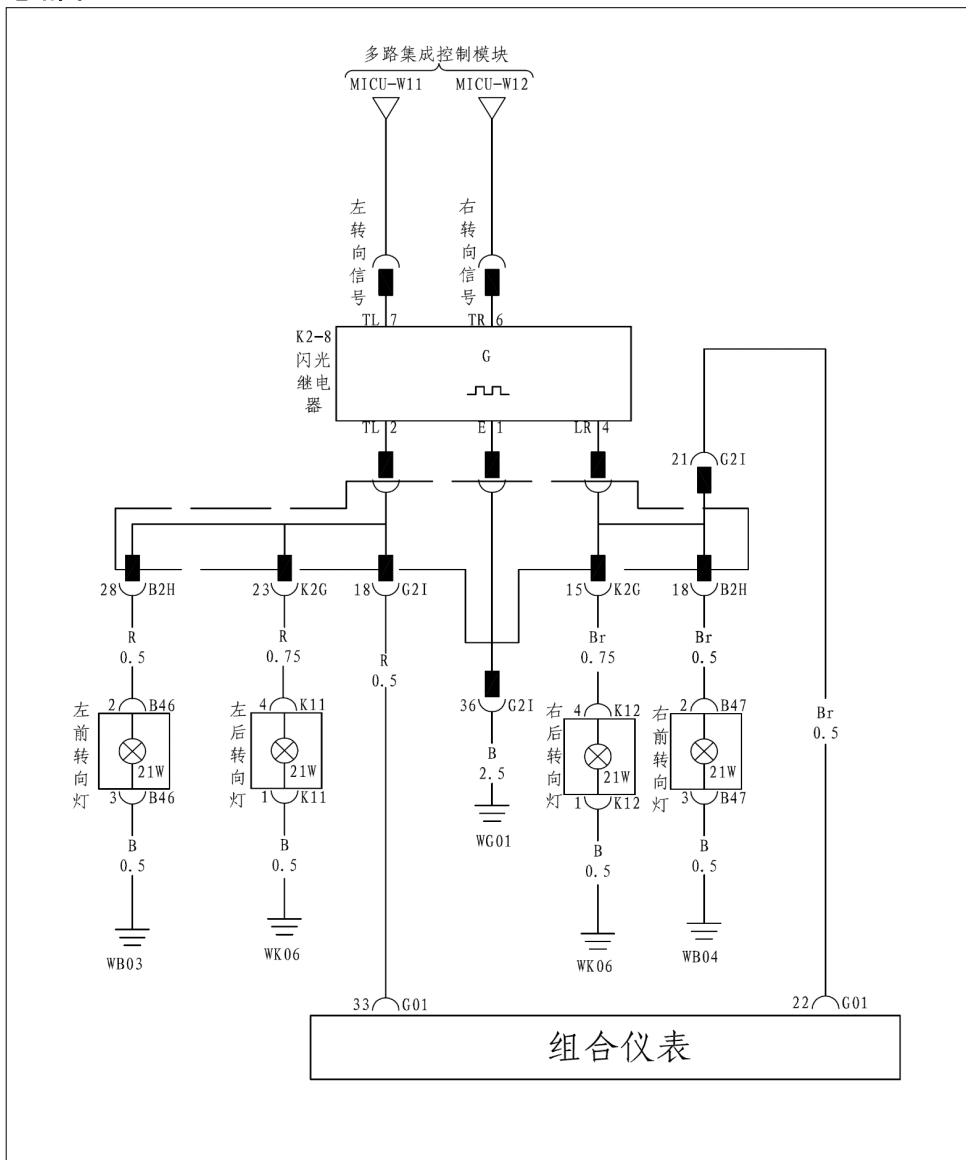 多路集成控制模块
MICU-W11 MICU-W12
左转向信号
右转向信号
TL 7 TR 6
K2-8
闪光
继电
器
G
TL 2 E 1 LR 4
21 G2I
28 B2H 23 K2G 18 G2I 15 K2G 18 B2H
R
0.5
R
0.75
R
0.5
Br
0.75
Br
0.5
Br
0.5
36 G2I
B
2.5
WG01
左前转向灯
2 B46
21W
3 B46
左后转向灯
4 K11
21W
1 K11
右后转向灯
4 K12
21W
1 K12
右前转向灯
2 B47
21W
3 B47
B
0.5
B
0.5
B
0.5
B
0.5
WB03 WK06 WK06 WB04
33 G01 22 G01
组合仪表